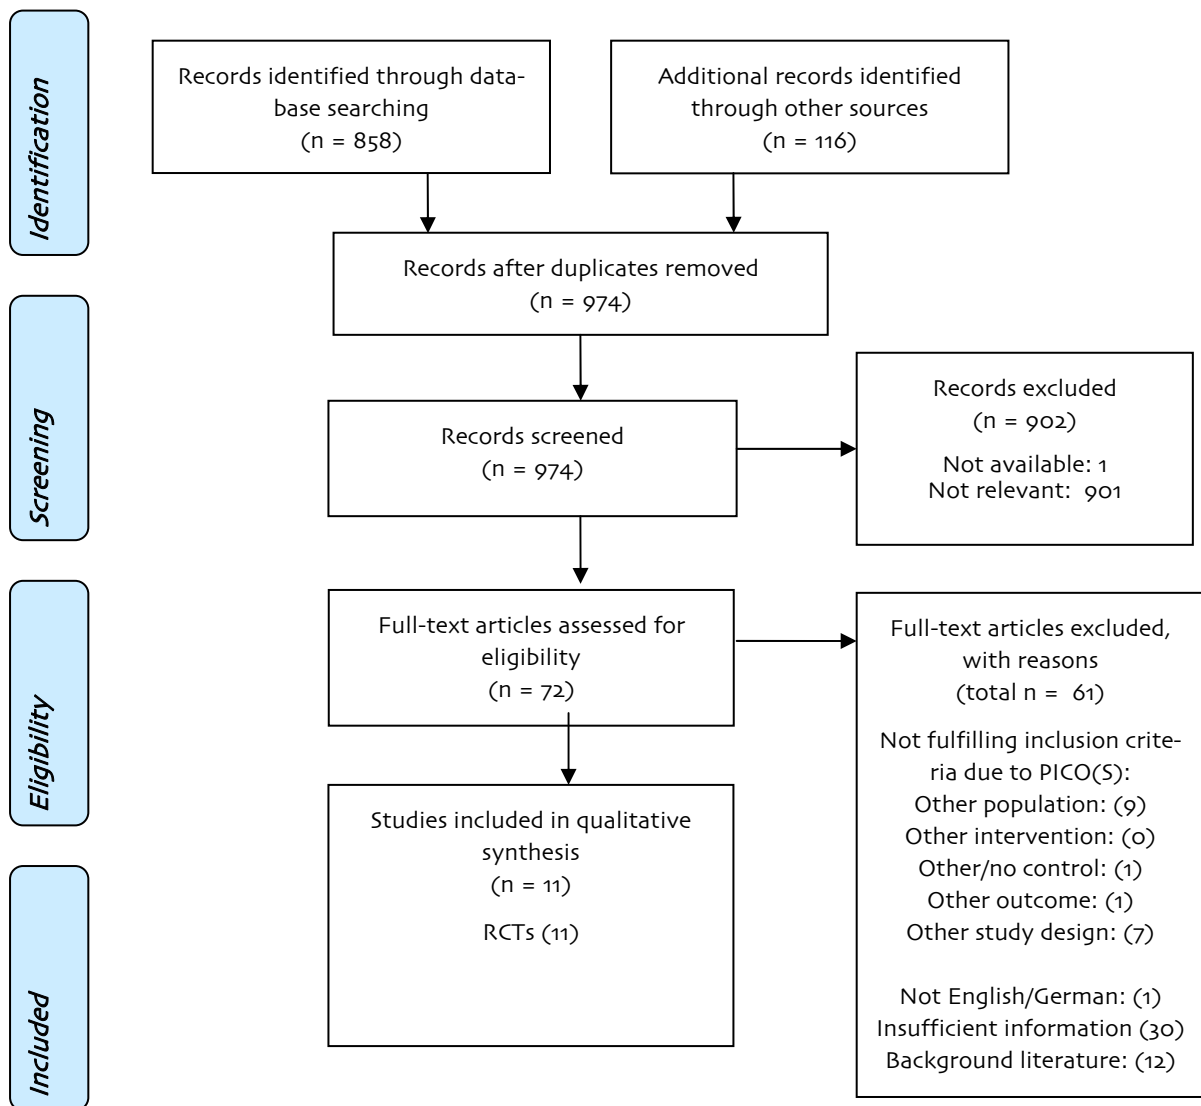 Identification
Records identified through data-
base searching
(n = 858)
Additional records identified
through other sources
(n = 116)
Records after duplicates removed
(n = 974)
Screening
Records screened
(n = 974)
Records excluded
(n = 902)
Not available: 1
Not relevant: 901
Eligibility
Full-text articles assessed for
eligibility
(n = 72)
Full-text articles excluded,
with reasons
(total n = 61)
Not fulfilling inclusion crite-
ria due to PICO(S):
Other population: (9)
Other intervention: (0)
Other/no control: (1)
Other outcome: (1)
Other study design: (7)
Not English/German: (1)
Insufficient information (30)
Background literature: (12)
Included
Studies included in qualitative
synthesis
(n = 11)
RCTs (11)